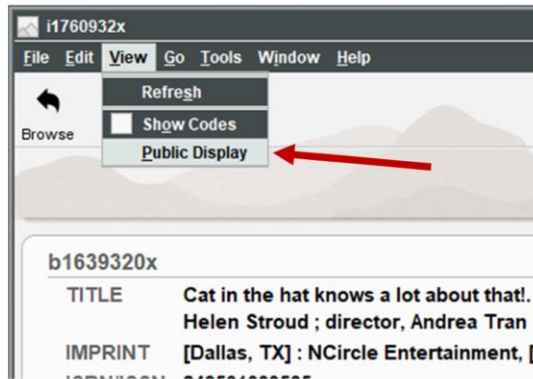 i1760932x
File Edit View Go Tools Window Help
Refresh
Browse
Show Codes
Public Display
b1639320x
TITLE Cat in the hat knows a lot about that!.
Helen Stroud ; director, Andrea Tran
IMPRINT [Dallas, TX] : NCircle Entertainment, [